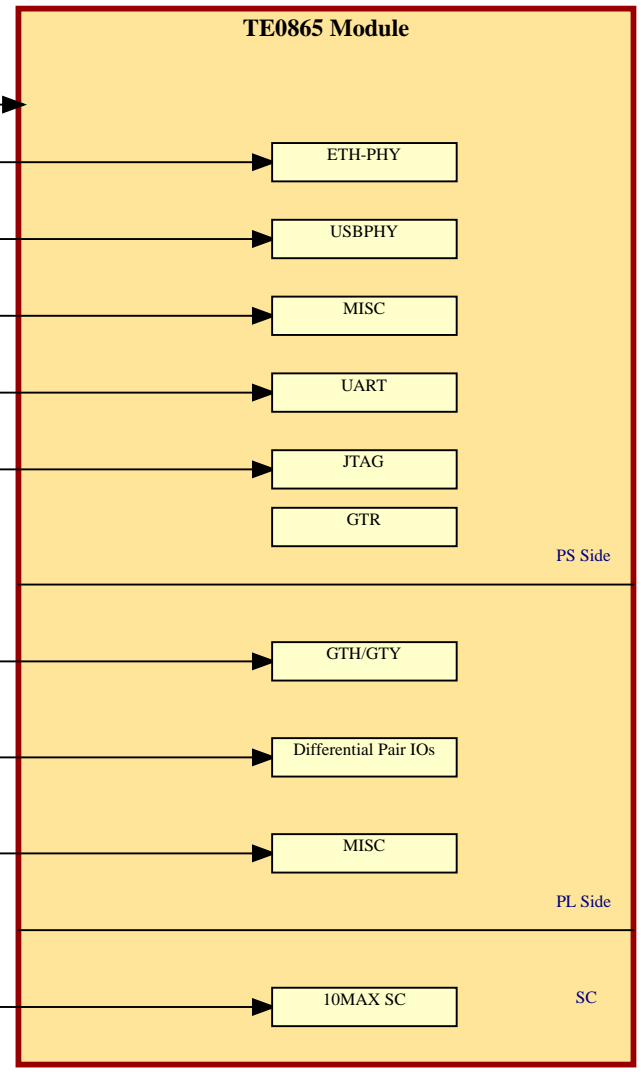 TE0865 Module
ETH-PHY
USBPHY
MISC
UART
JTAG
GTR
PS Side
GTH/GTY
Differential Pair IOs
MISC
PL Side
10MAX SC
SC